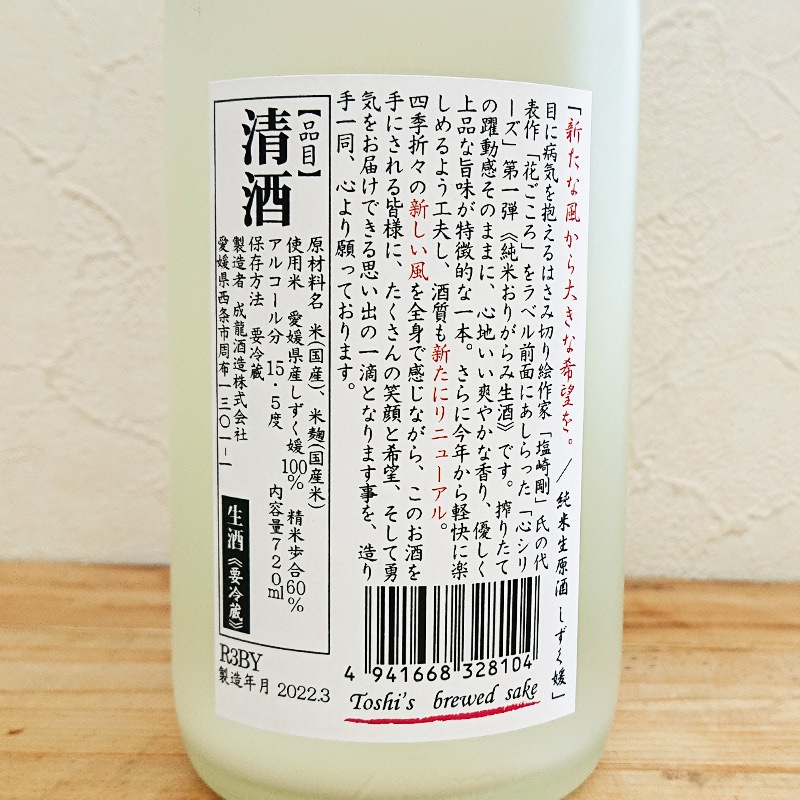 「新たな風から大きな希望を。／純米生原酒 しずく媛」
目に病気を抱えるはさみ切り絵作家「塩崎剛」氏の代
表作「花ごころ」をラベル前面にあしらった「心シリ
ーズ」第一弾《純米おりがらみ生酒》です。搾りたて
の躍動感そのままに、心地いい爽やかな香り、優しく
上品な旨味が特徴的な一本。さらに今年から軽快に楽
しめるよう工夫し、酒質も新たにリニューアル。
四季折々の新しい風を全身で感じながら、このお酒を
手にされる皆様に、たくさんの笑顔と希望、そして勇
気をお届けできる思い出の一滴となります事を、造り
手一同、心より願っております。
【品目】
清酒
原材料名 米(国産)、米麹(国産米)
使用米 愛媛県産しずく媛100% 精米歩合60%
アルコール分 15.5度 内容量720ml
保存方法 要冷蔵
製造者 成龍酒造株式会社
愛媛県西条市周布一三〇一-一
生酒《要冷蔵》
R3BY
製造年月 2022.3
4 941668 328104
Toshi's brewed sake